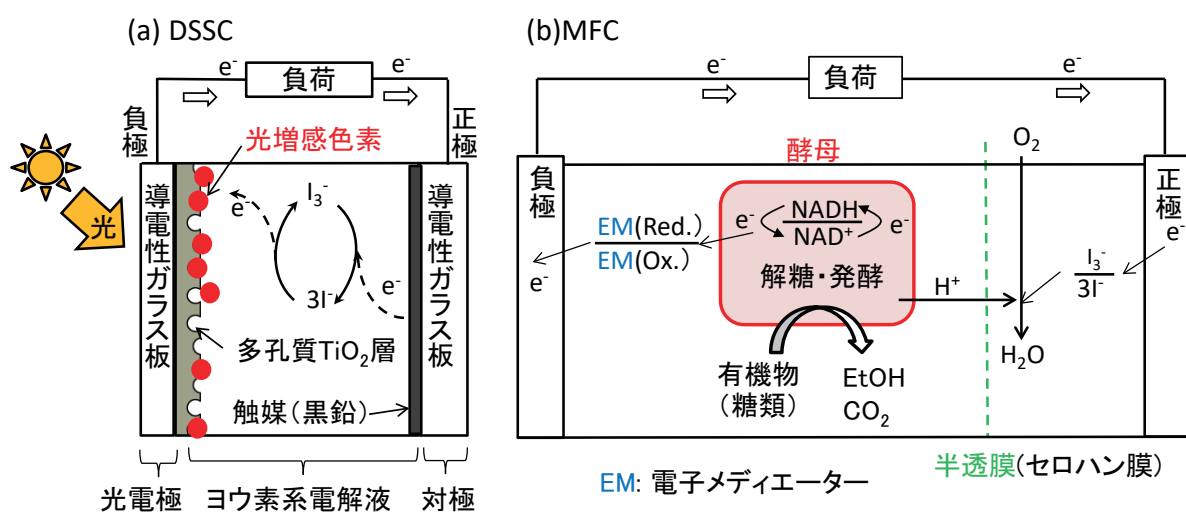 (a) DSSC
e⁻
負荷
e⁻
負極
正極
光増感色素
光
導電性ガラス板
e⁻
I₃⁻
3I⁻
e⁻
導電性ガラス板
多孔質TiO₂層
触媒(黒鉛)
光電極
ヨウ素系電解液
対極
(b)MFC
e⁻
負荷
e⁻
酵母
O₂
負極
正極
EM(Red.)
EM(Ox.)
e⁻
e⁻
NADH
NAD⁺
e⁻
解糖・発酵
H⁺
I₃⁻
3I⁻
e⁻
H₂O
有機物
(糖類)
EtOH
CO₂
半透膜(セロハン膜)
EM: 電子メディエーター